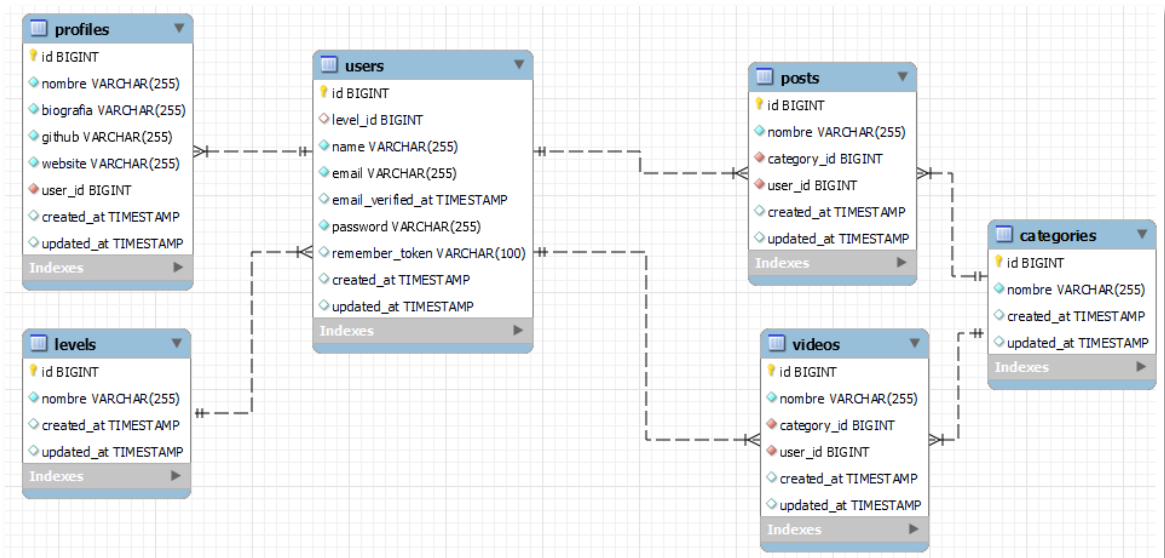 profiles
id BIGINT
nombre VARCHAR(255)
biografia VARCHAR(255)
github VARCHAR(255)
website VARCHAR(255)
user_id BIGINT
created_at TIMESTAMP
updated_at TIMESTAMP
Indexes
levels
id BIGINT
nombre VARCHAR(255)
created_at TIMESTAMP
updated_at TIMESTAMP
Indexes
users
id BIGINT
level_id BIGINT
name VARCHAR(255)
email VARCHAR(255)
email_verified_at TIMESTAMP
password VARCHAR(255)
remember_token VARCHAR(100)
created_at TIMESTAMP
updated_at TIMESTAMP
Indexes
posts
id BIGINT
nombre VARCHAR(255)
category_id BIGINT
user_id BIGINT
created_at TIMESTAMP
updated_at TIMESTAMP
Indexes
videos
id BIGINT
nombre VARCHAR(255)
category_id BIGINT
user_id BIGINT
created_at TIMESTAMP
updated_at TIMESTAMP
Indexes
categories
id BIGINT
nombre VARCHAR(255)
created_at TIMESTAMP
updated_at TIMESTAMP
Indexes